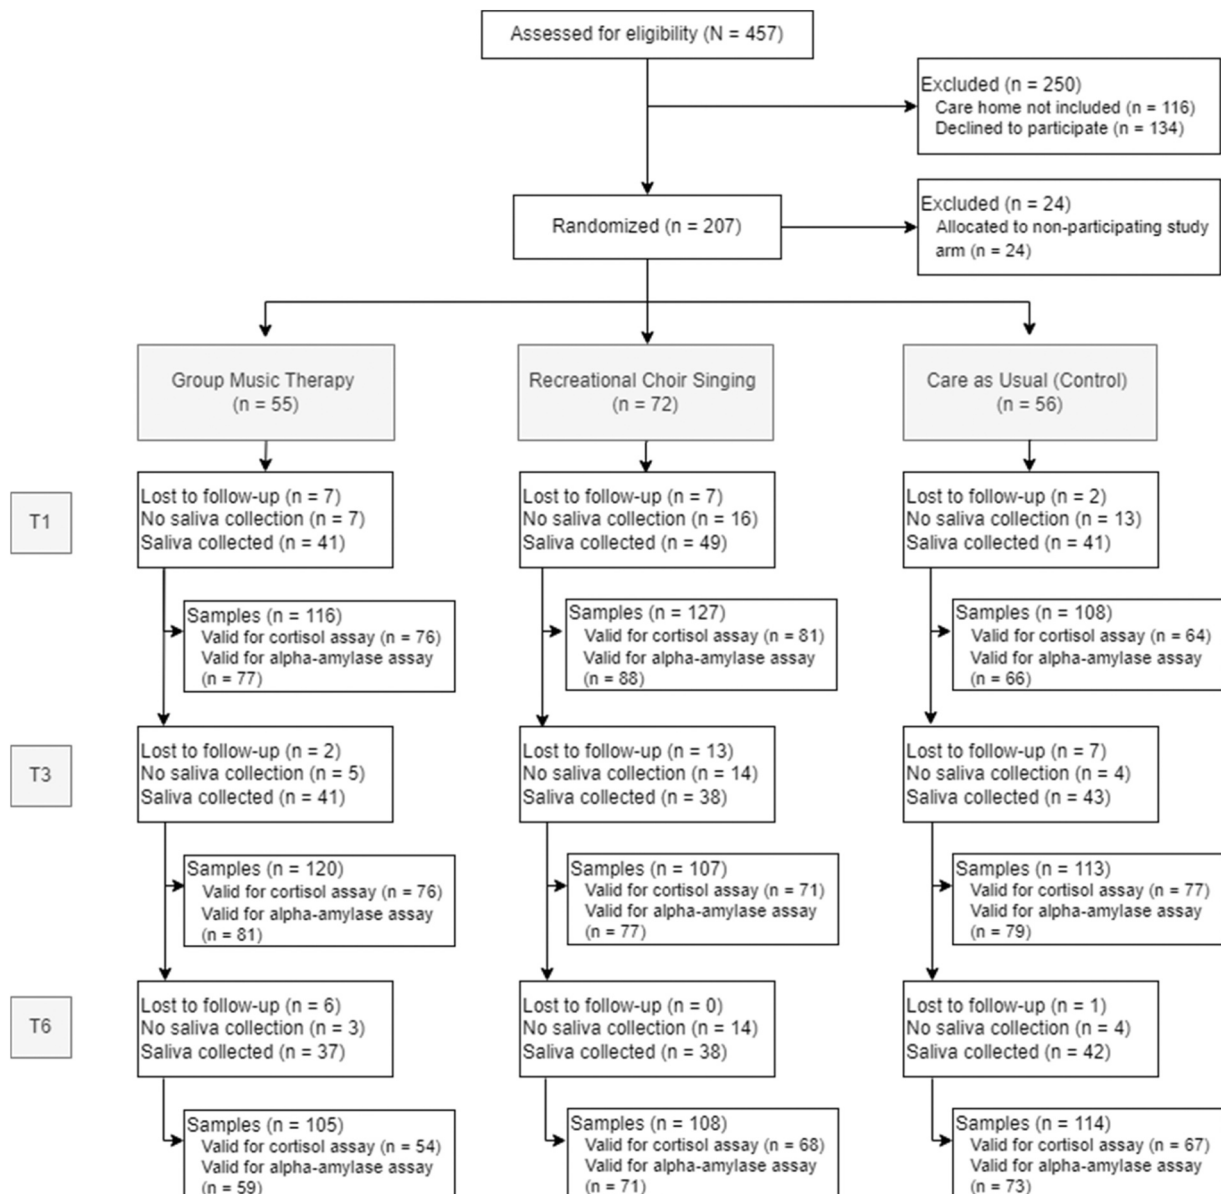 Assessed for eligibility (N = 457)
Excluded (n = 250)
Care home not included (n = 116)
Declined to participate (n = 134)
Randomized (n = 207)
Excluded (n = 24)
Allocated to non-participating study
arm (n = 24)
Group Music Therapy
(n = 55)
Recreational Choir Singing
(n = 72)
Care as Usual (Control)
(n = 56)
T1
Lost to follow-up (n = 7)
No saliva collection (n = 7)
Saliva collected (n = 41)
Lost to follow-up (n = 7)
No saliva collection (n = 16)
Saliva collected (n = 49)
Lost to follow-up (n = 2)
No saliva collection (n = 13)
Saliva collected (n = 41)
Samples (n = 116)
Valid for cortisol assay (n = 76)
Valid for alpha-amylase assay
(n = 77)
Samples (n = 127)
Valid for cortisol assay (n = 81)
Valid for alpha-amylase assay
(n = 88)
Samples (n = 108)
Valid for cortisol assay (n = 64)
Valid for alpha-amylase assay
(n = 66)
T3
Lost to follow-up (n = 2)
No saliva collection (n = 5)
Saliva collected (n = 41)
Lost to follow-up (n = 13)
No saliva collection (n = 14)
Saliva collected (n = 38)
Lost to follow-up (n = 7)
No saliva collection (n = 4)
Saliva collected (n = 43)
Samples (n = 120)
Valid for cortisol assay (n = 76)
Valid for alpha-amylase assay
(n = 81)
Samples (n = 107)
Valid for cortisol assay (n = 71)
Valid for alpha-amylase assay
(n = 77)
Samples (n = 113)
Valid for cortisol assay (n = 77)
Valid for alpha-amylase assay
(n = 79)
T6
Lost to follow-up (n = 6)
No saliva collection (n = 3)
Saliva collected (n = 37)
Lost to follow-up (n = 0)
No saliva collection (n = 14)
Saliva collected (n = 38)
Lost to follow-up (n = 1)
No saliva collection (n = 4)
Saliva collected (n = 42)
Samples (n = 105)
Valid for cortisol assay (n = 54)
Valid for alpha-amylase assay
(n = 59)
Samples (n = 108)
Valid for cortisol assay (n = 68)
Valid for alpha-amylase assay
(n = 71)
Samples (n = 114)
Valid for cortisol assay (n = 67)
Valid for alpha-amylase assay
(n = 73)